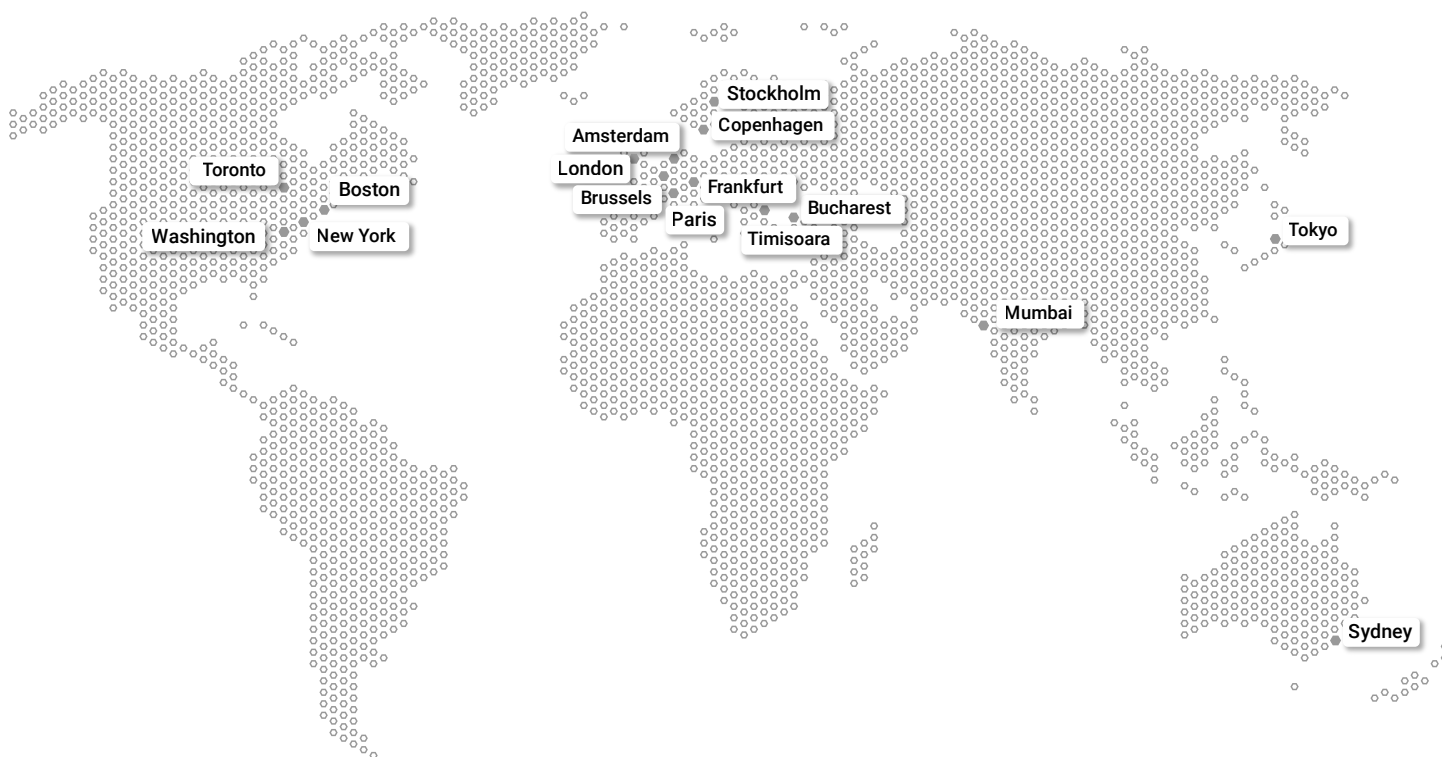 Stockholm
Copenhagen
Amsterdam
London
Toronto
Boston
Frankfurt
Brussels
Bucharest
Paris
Washington
New York
Timisoara
Tokyo
Mumbai
Sydney